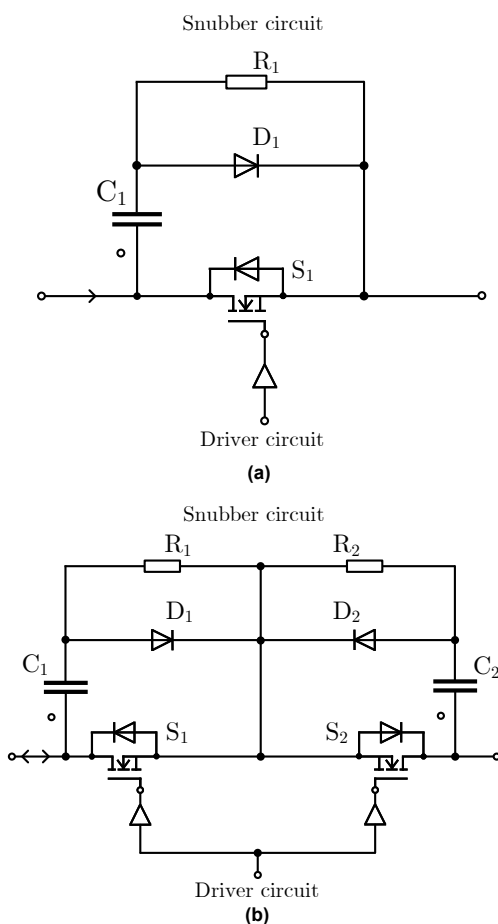 Snubber circuit
R₁
D₁
C₁
S₁
Driver circuit
(a)
Snubber circuit
R₁ R₂
D₁ D₂
C₁ C₂
S₁ S₂
Driver circuit
(b)